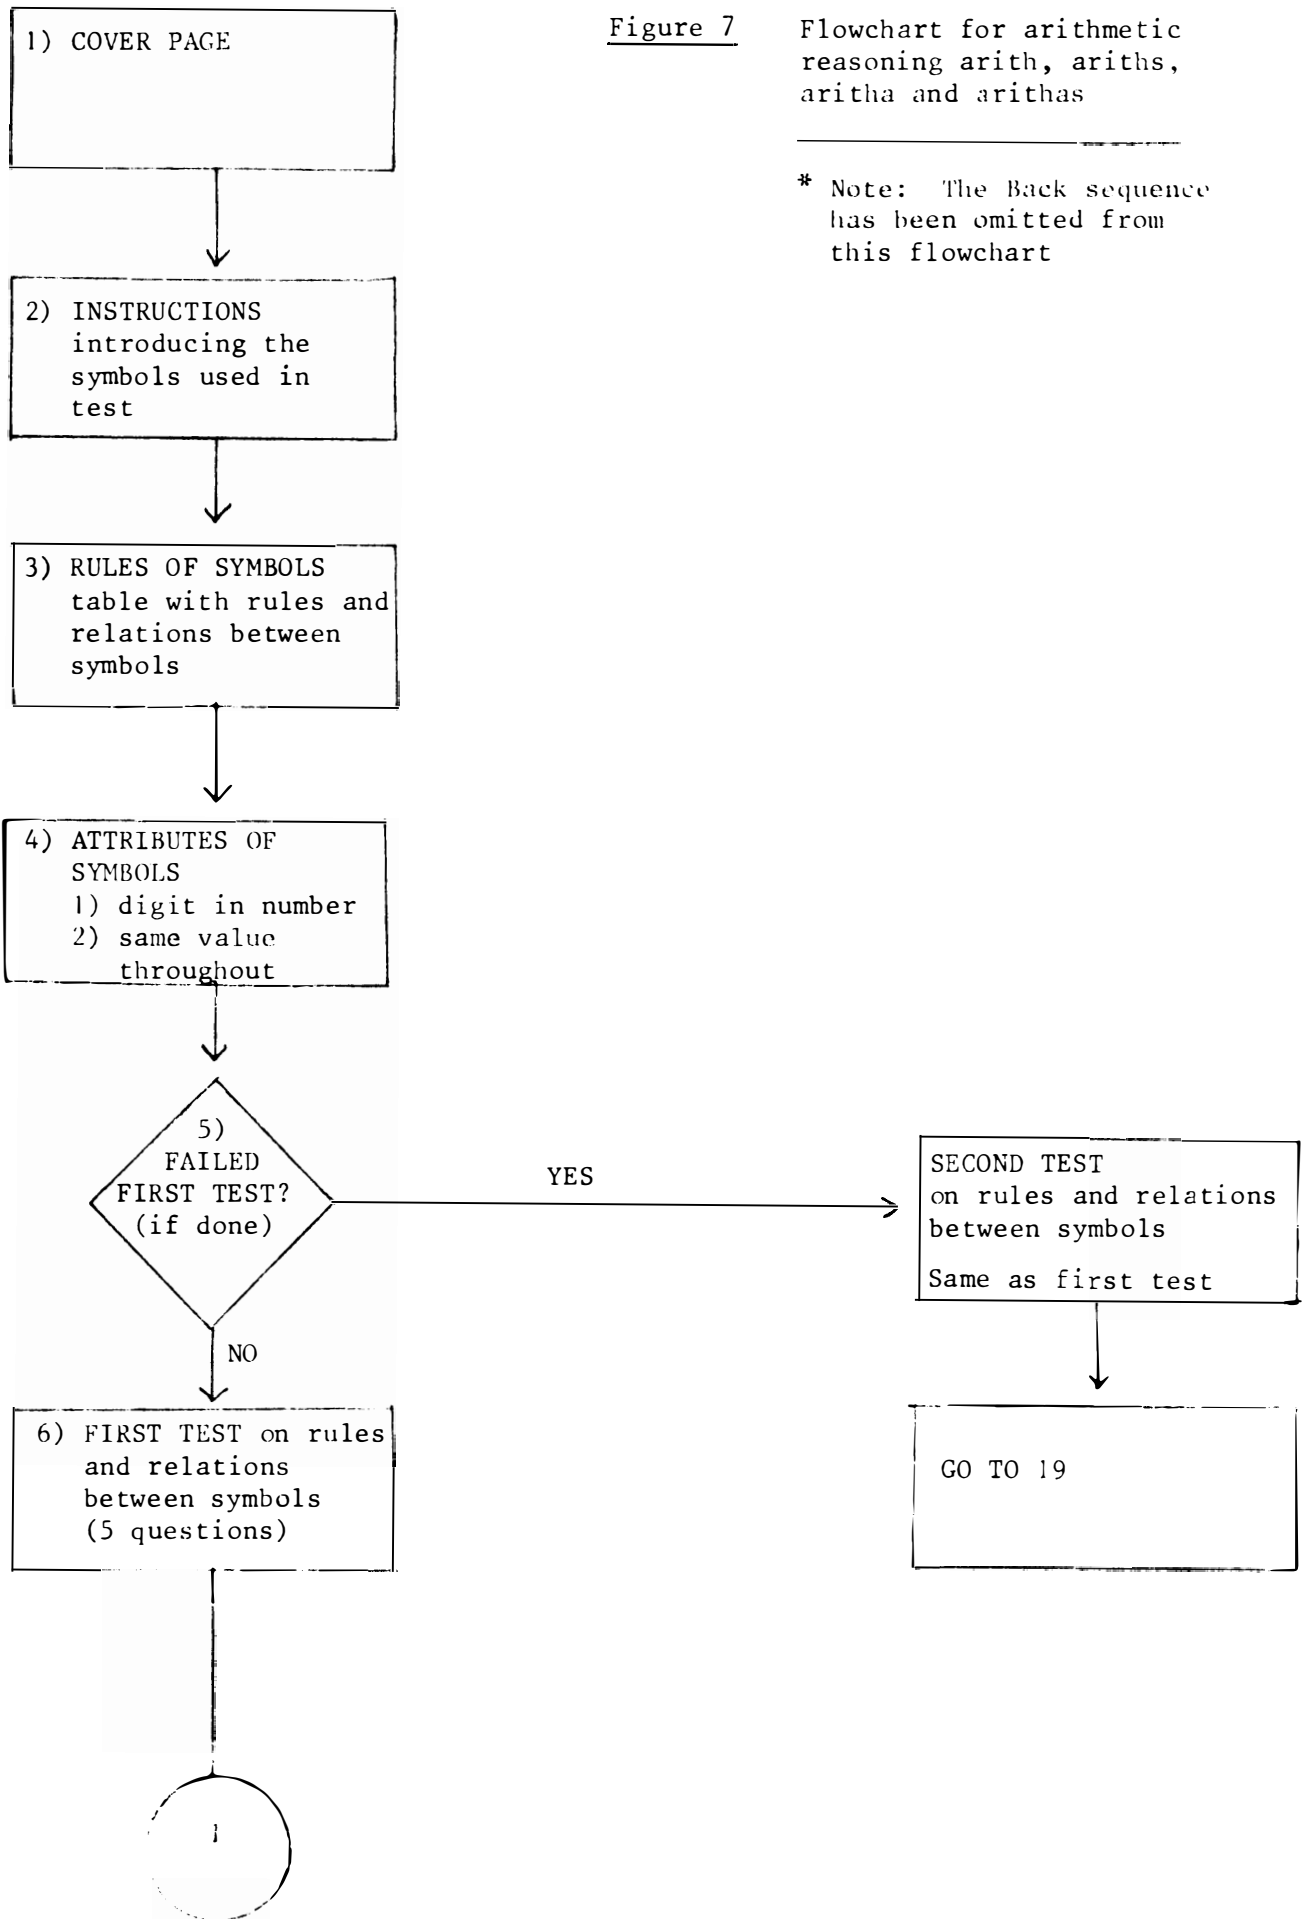 1) COVER PAGE
Figure 7
Flowchart for arithmetic
reasoning arith, ariths,
aritha and arithas
* Note: The Back sequence
has been omitted from
this flowchart
2) INSTRUCTIONS
introducing the
symbols used in
test
3) RULES OF SYMBOLS
table with rules and
relations between
symbols
4) ATTRIBUTES OF
SYMBOLS
1) digit in number
2) same value
throughout
5)
FAILED
FIRST TEST?
(if done)
YES
SECOND TEST
on rules and relations
between symbols
Same as first test
NO
6) FIRST TEST on rules
and relations
between symbols
(5 questions)
GO TO 19
1